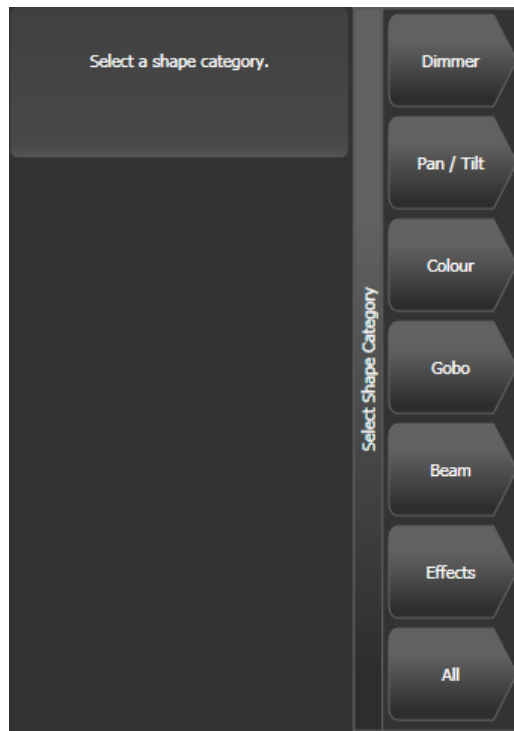 Select a shape category.
Select Shape Category
Dimmer
Pan / Tilt
Colour
Gobo
Beam
Effects
All